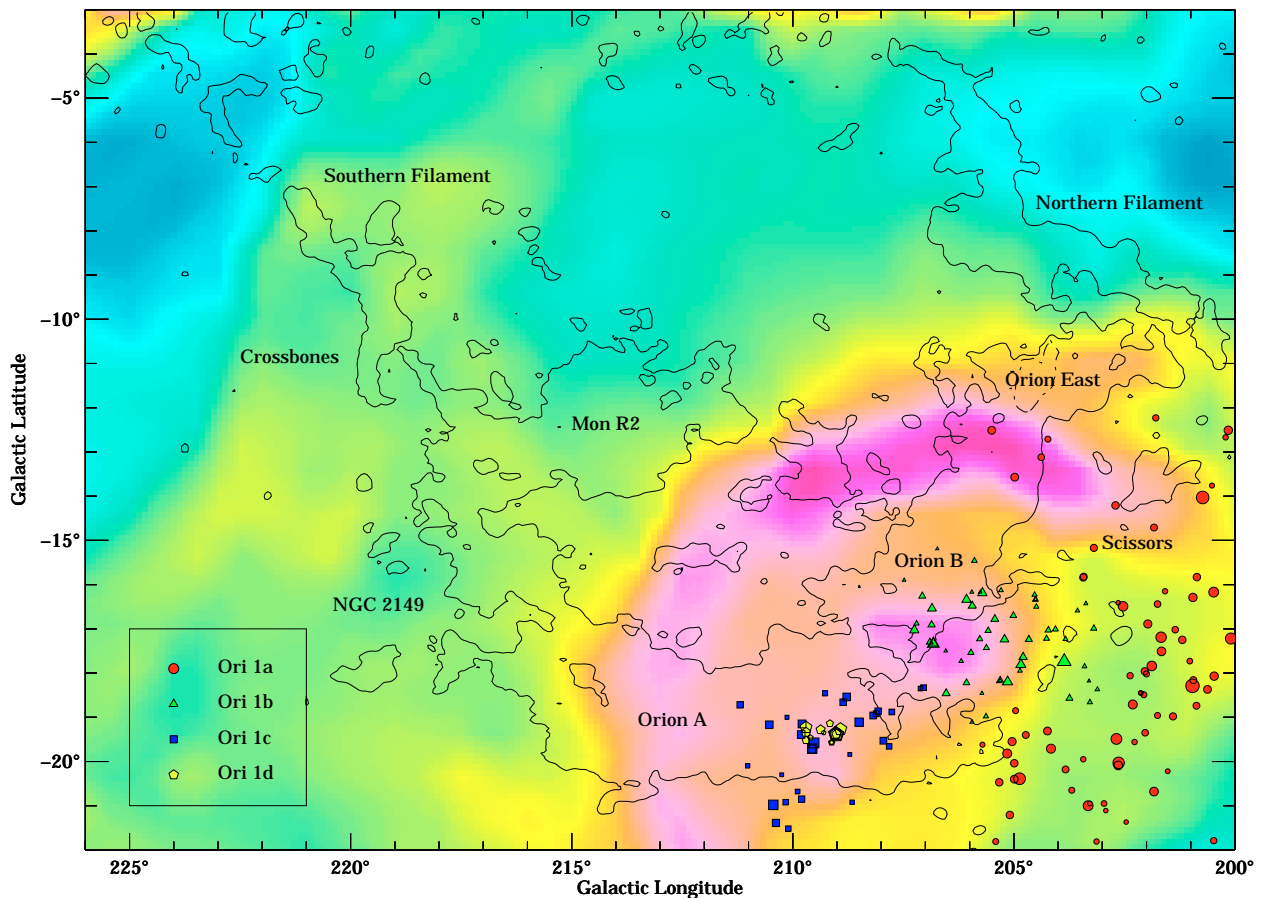 −5°
Southern Filament
Northern Filament
−10°
Crossbones
Orion East
Mon R2
Galactic Latitude
−15°
Scissors
Orion B
NGC 2149
Ori 1a
Ori 1b
Orion A
Ori 1c
−20°
Ori 1d
225°
220°
215°
210°
205°
200°
Galactic Longitude